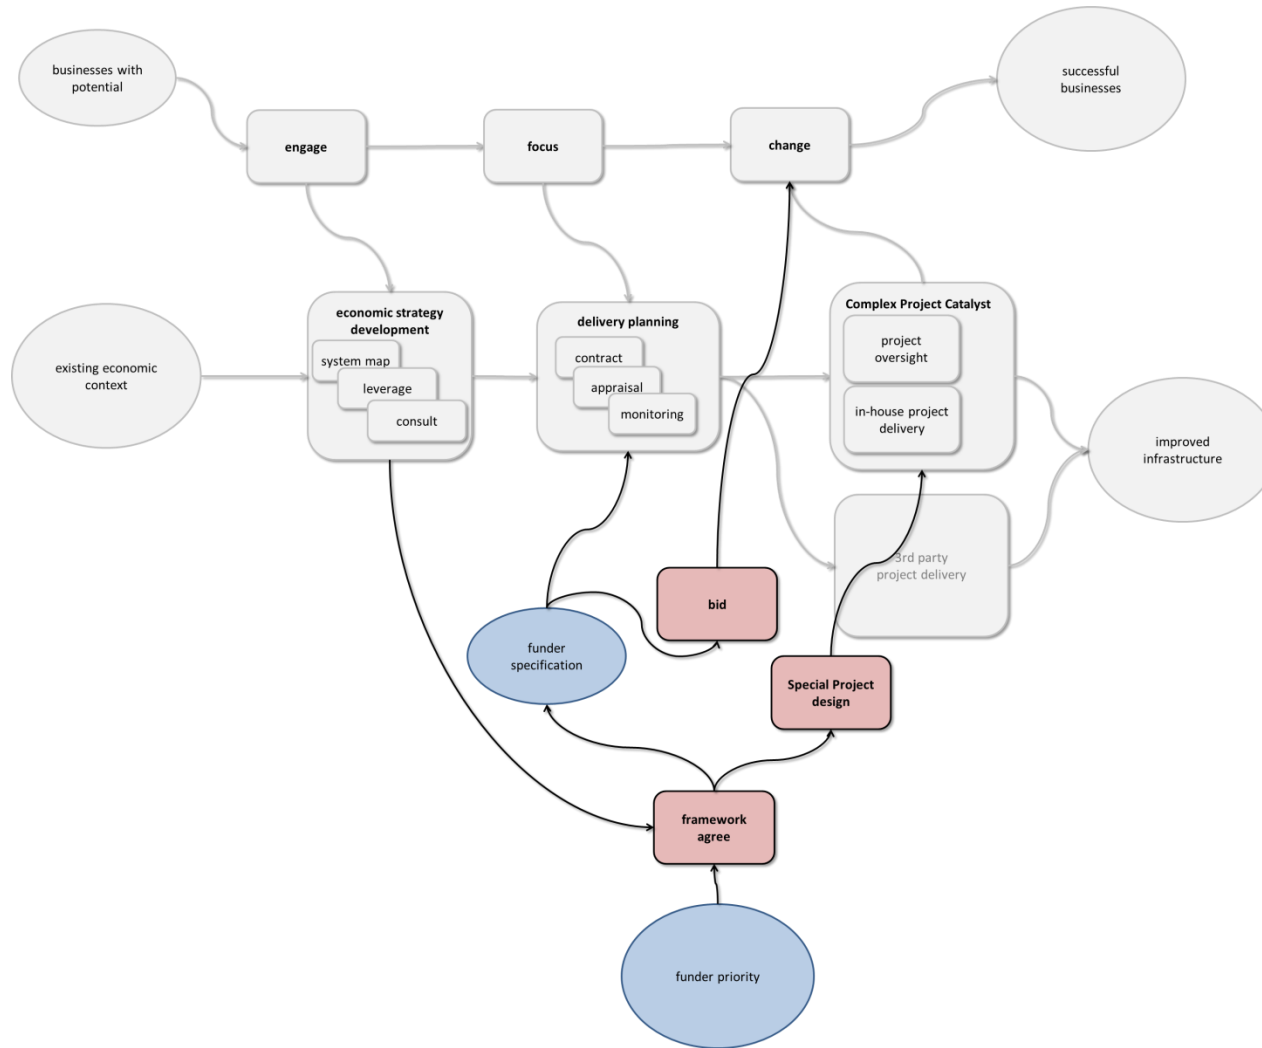 businesses with
potential
successful
businesses
engage
focus
change
economic strategy
development
system map
leverage
consult
delivery planning
contract
appraisal
monitoring
Complex Project Catalyst
project
oversight
in-house project
delivery
existing economic
context
improved
infrastructure
3rd party
project delivery
bid
funder
specification
Special Project
design
framework
agree
funder priority